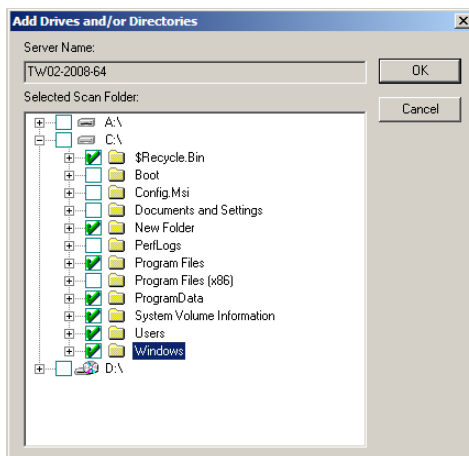 Add Drives and/or Directories
Server Name:
TW02-2008-64
OK
Selected Scan Folder:
Cancel
A:\
C:\
$Recycle.Bin
Boot
Config.Msi
Documents and Settings
New Folder
PerfLogs
Program Files
Program Files (x86)
ProgramData
System Volume Information
Users
Windows
D:\